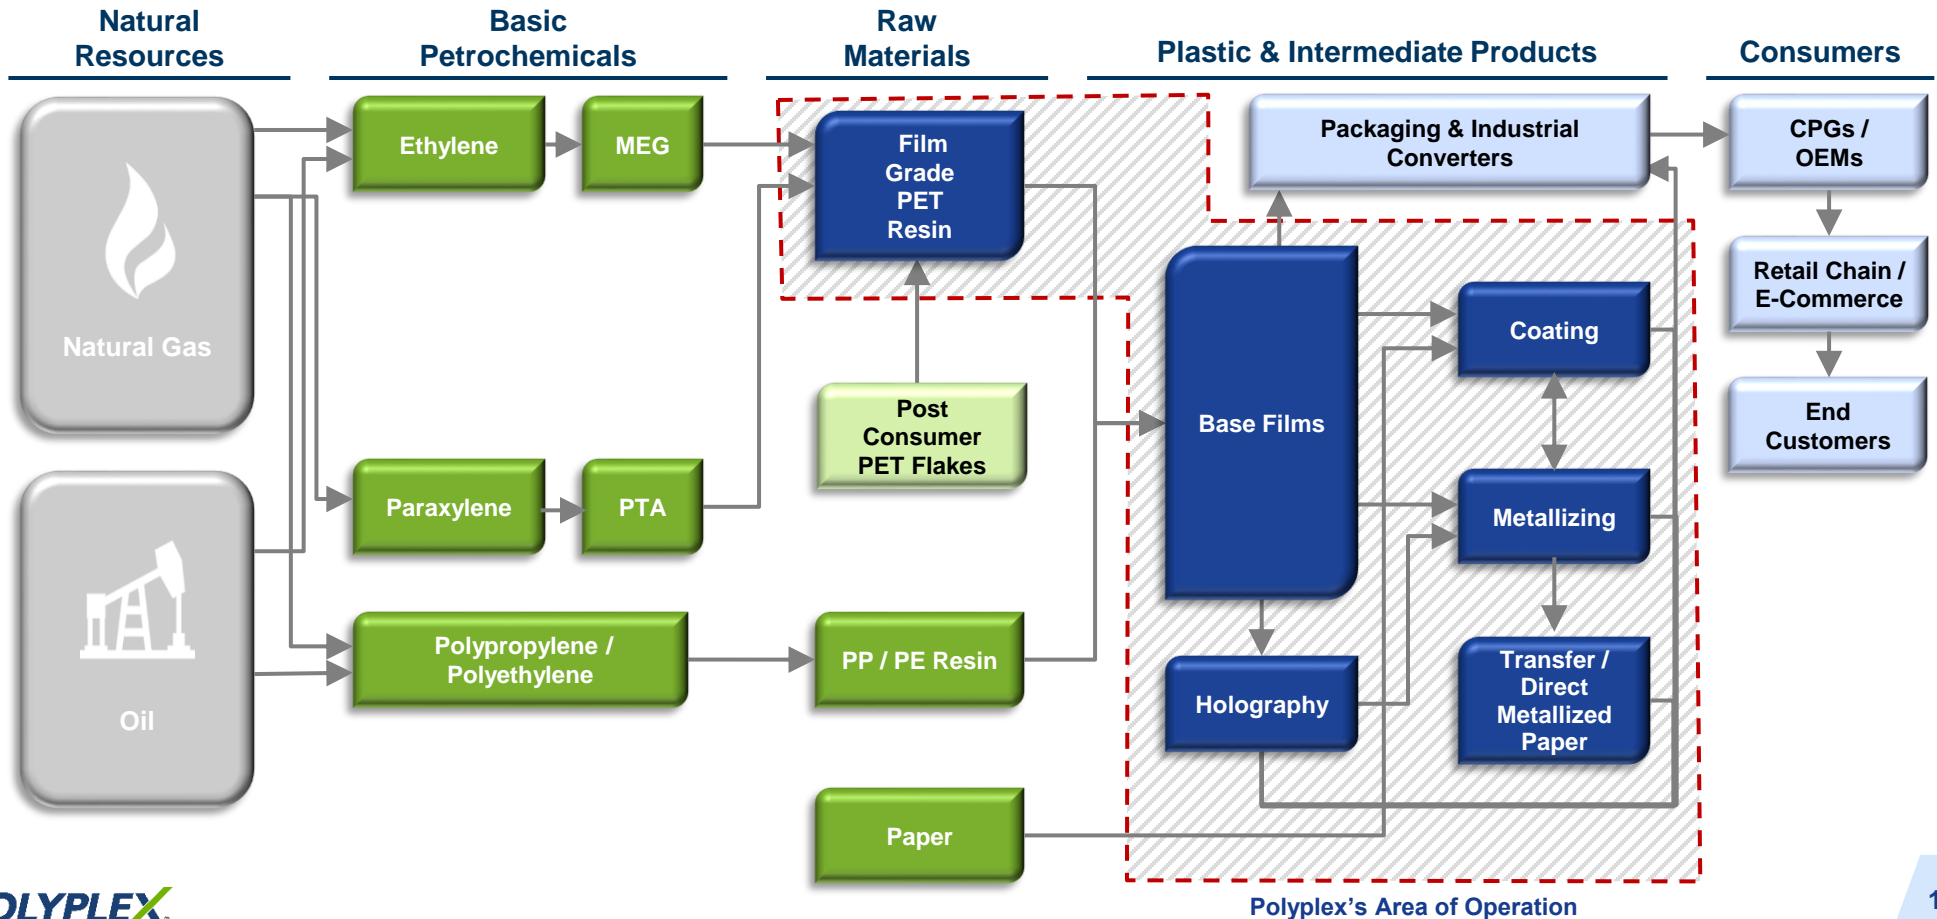 Natural
Resources
Basic
Petrochemicals
Raw
Materials
Plastic & Intermediate Products
Consumers
Natural Gas
Oil
Ethylene
MEG
Paraxylene
PTA
Polypropylene /
Polyethylene
Film
Grade
PET
Resin
Post
Consumer
PET Flakes
PP / PE Resin
Paper
Packaging & Industrial
Converters
Base Films
Coating
Metallizing
Holography
Transfer /
Direct
Metallized
Paper
CPGs /
OEMs
Retail Chain /
E-Commerce
End
Customers
Polyplex's Area of Operation
OLYPLEX
1